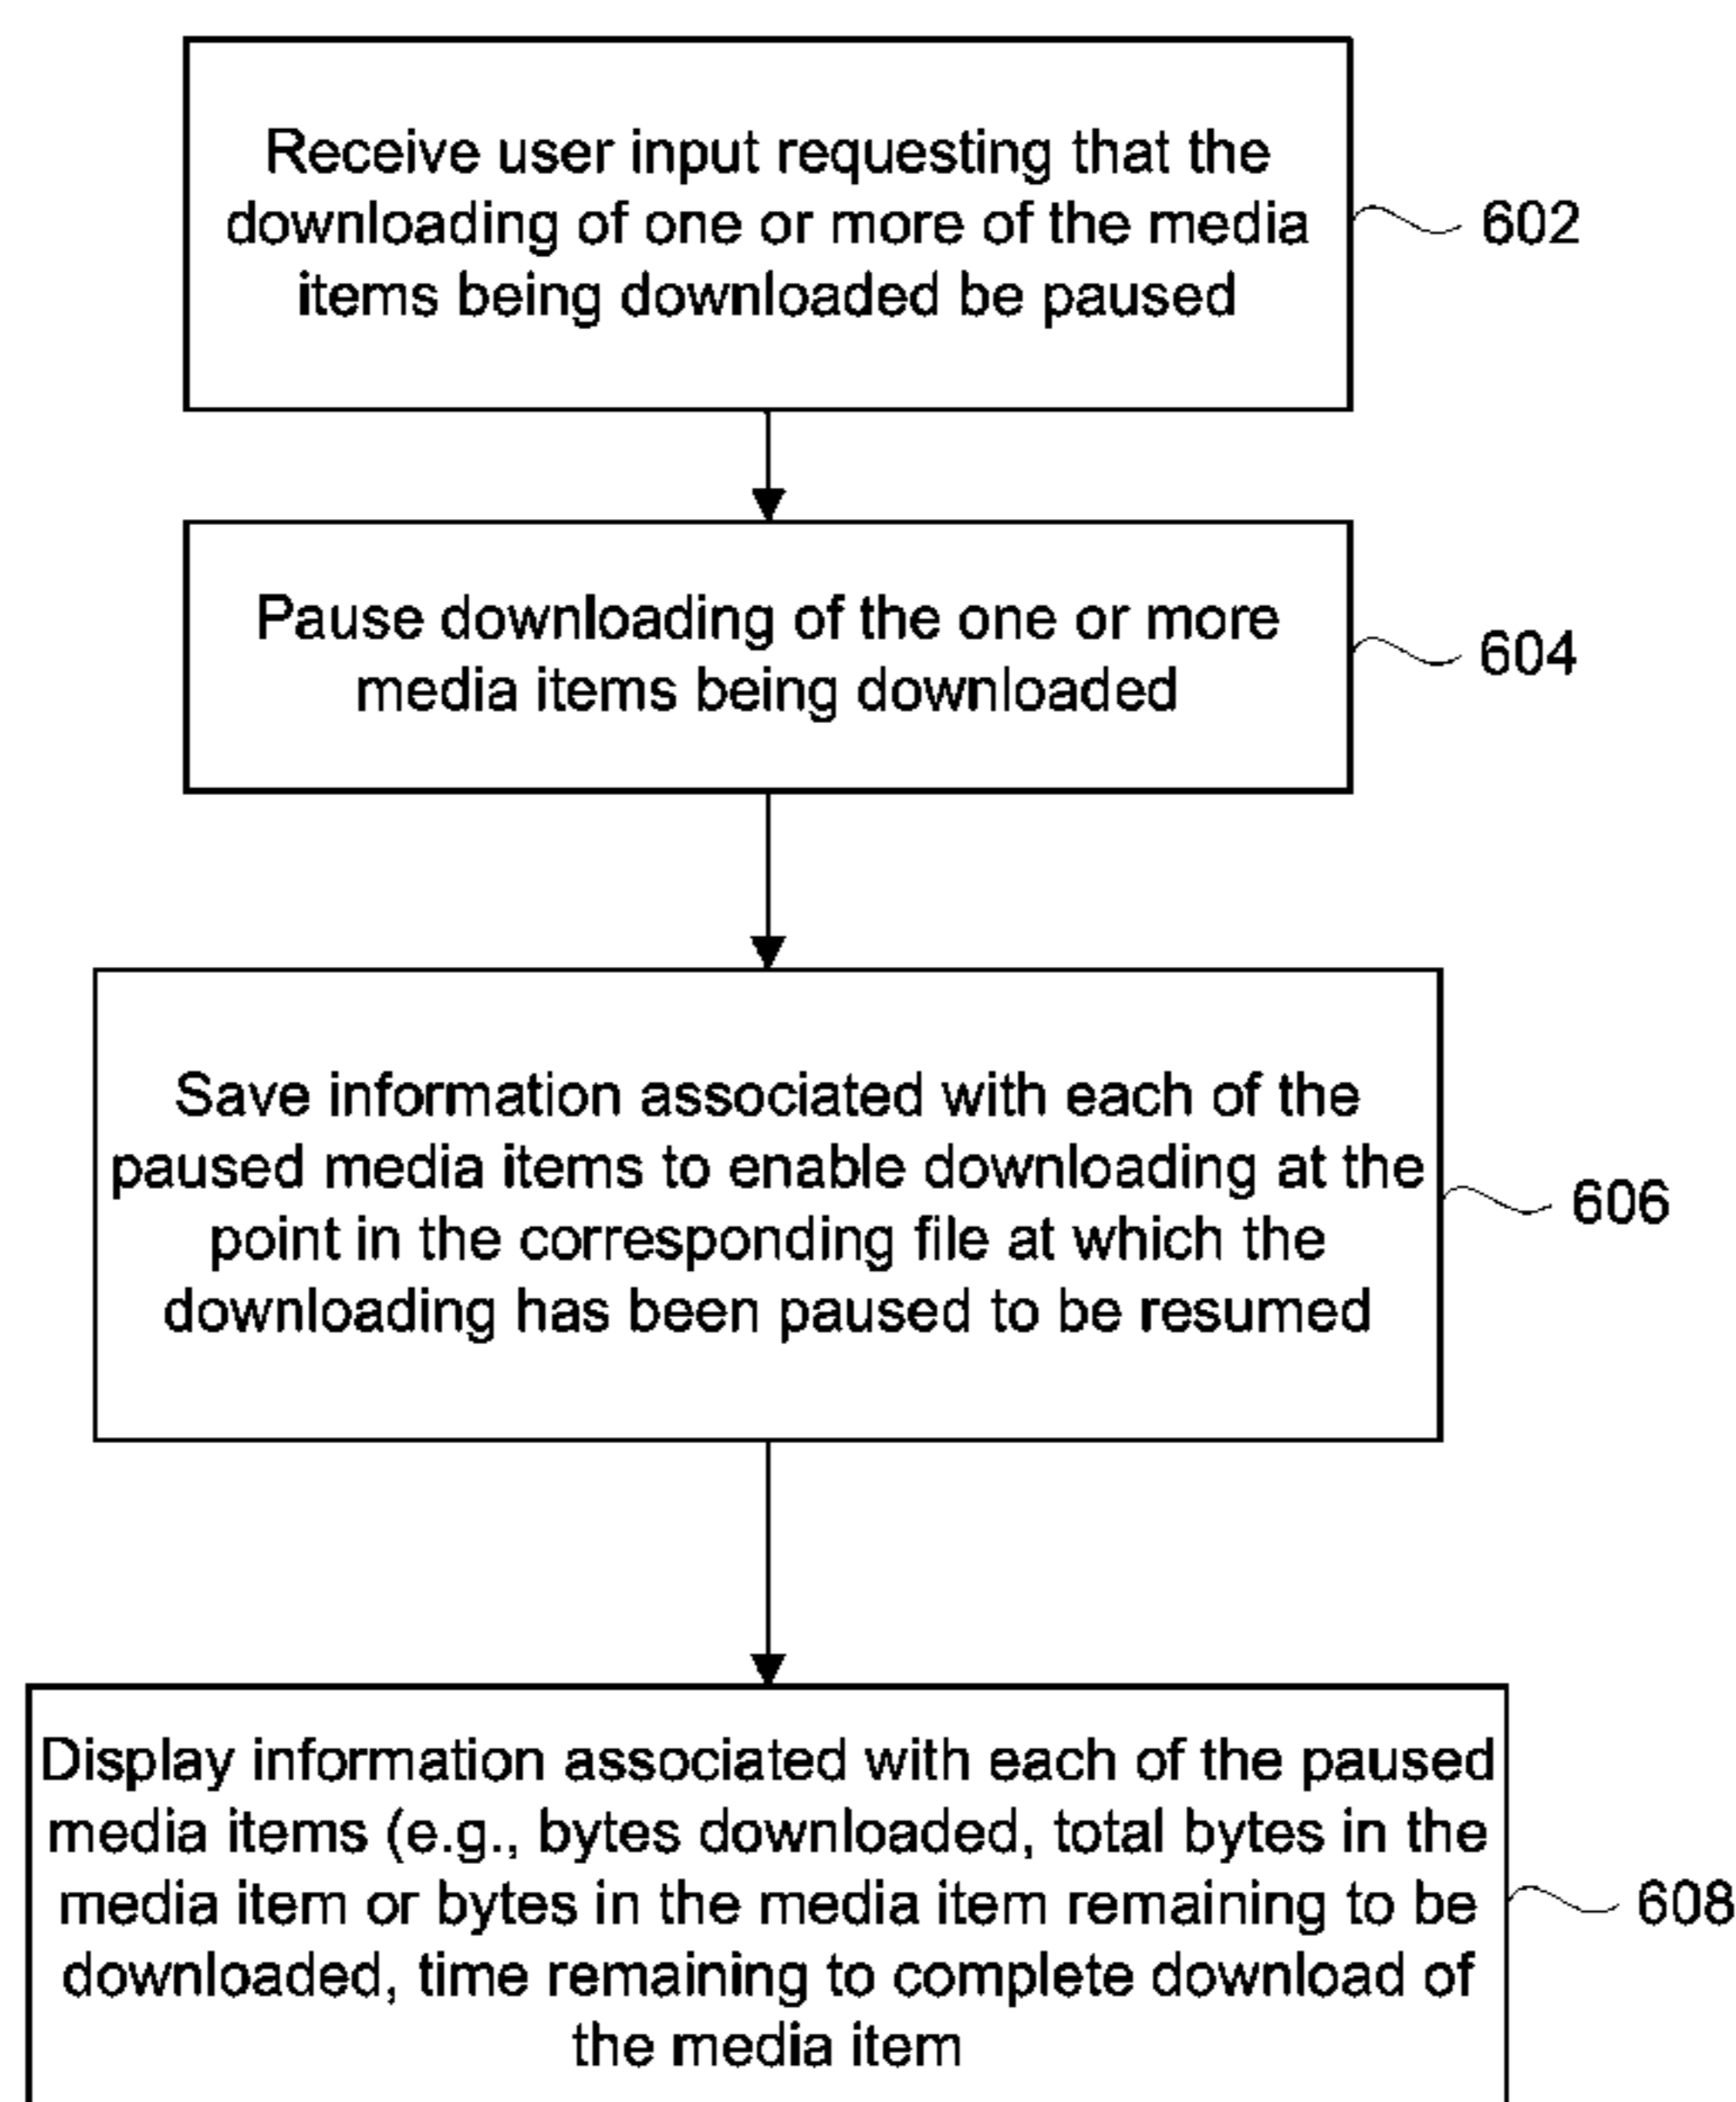 Receive user input requesting that the
downloading of one or more of the media
items being downloaded be paused
602
Pause downloading of the one or more
media items being downloaded
604
Save information associated with each of the
paused media items to enable downloading at the
point in the corresponding file at which the
downloading has been paused to be resumed
606
Display information associated with each of the paused
media items (e.g., bytes downloaded, total bytes in the
media item or bytes in the media item remaining to be
downloaded, time remaining to complete download of
the media item
608